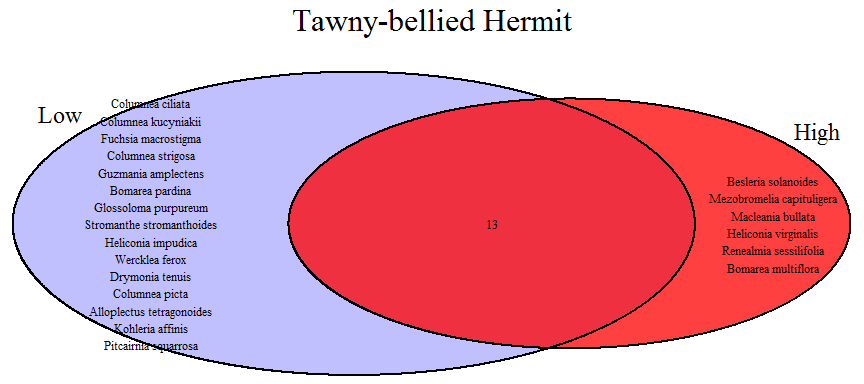 Tawny-bellied Hermit
Low
Columnea ciliata
Columnea kucyniakii
Fuchsia macrostigma
Columnea strigosa
Guzmania amplectens
Bomarea pardina
Glossoloma purpureum
Stromanthe stromanthoides
Heliconia impudica
Wercklea ferox
Drymonia tenuis
Columnea picta
Alloplectus tetragonoides
Kohleria affinis
Pitcairnia squarrosa
13
High
Besleria solanoides
Mezobromelia capituligera
Macleania bullata
Heliconia virginalis
Renealmia sessilifolia
Bomarea multiflora